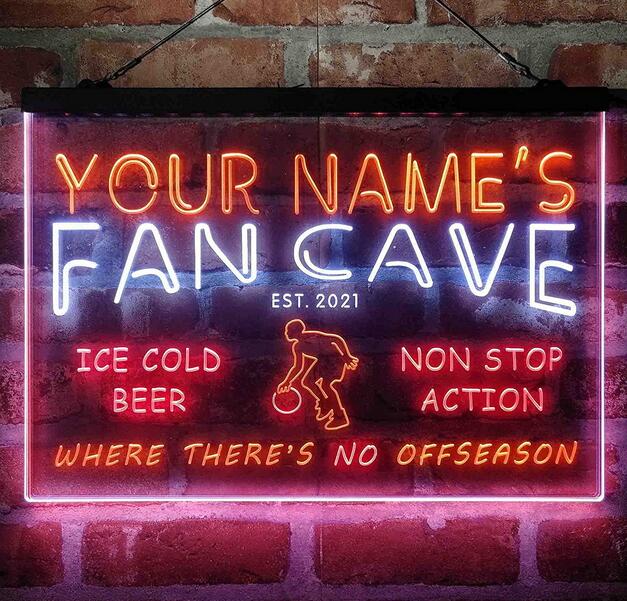 YOUR NAME'S
FAN CAVE
EST. 2021
ICE COLD
BEER
NON STOP
ACTION
WHERE THERE'S NO OFFSEASON